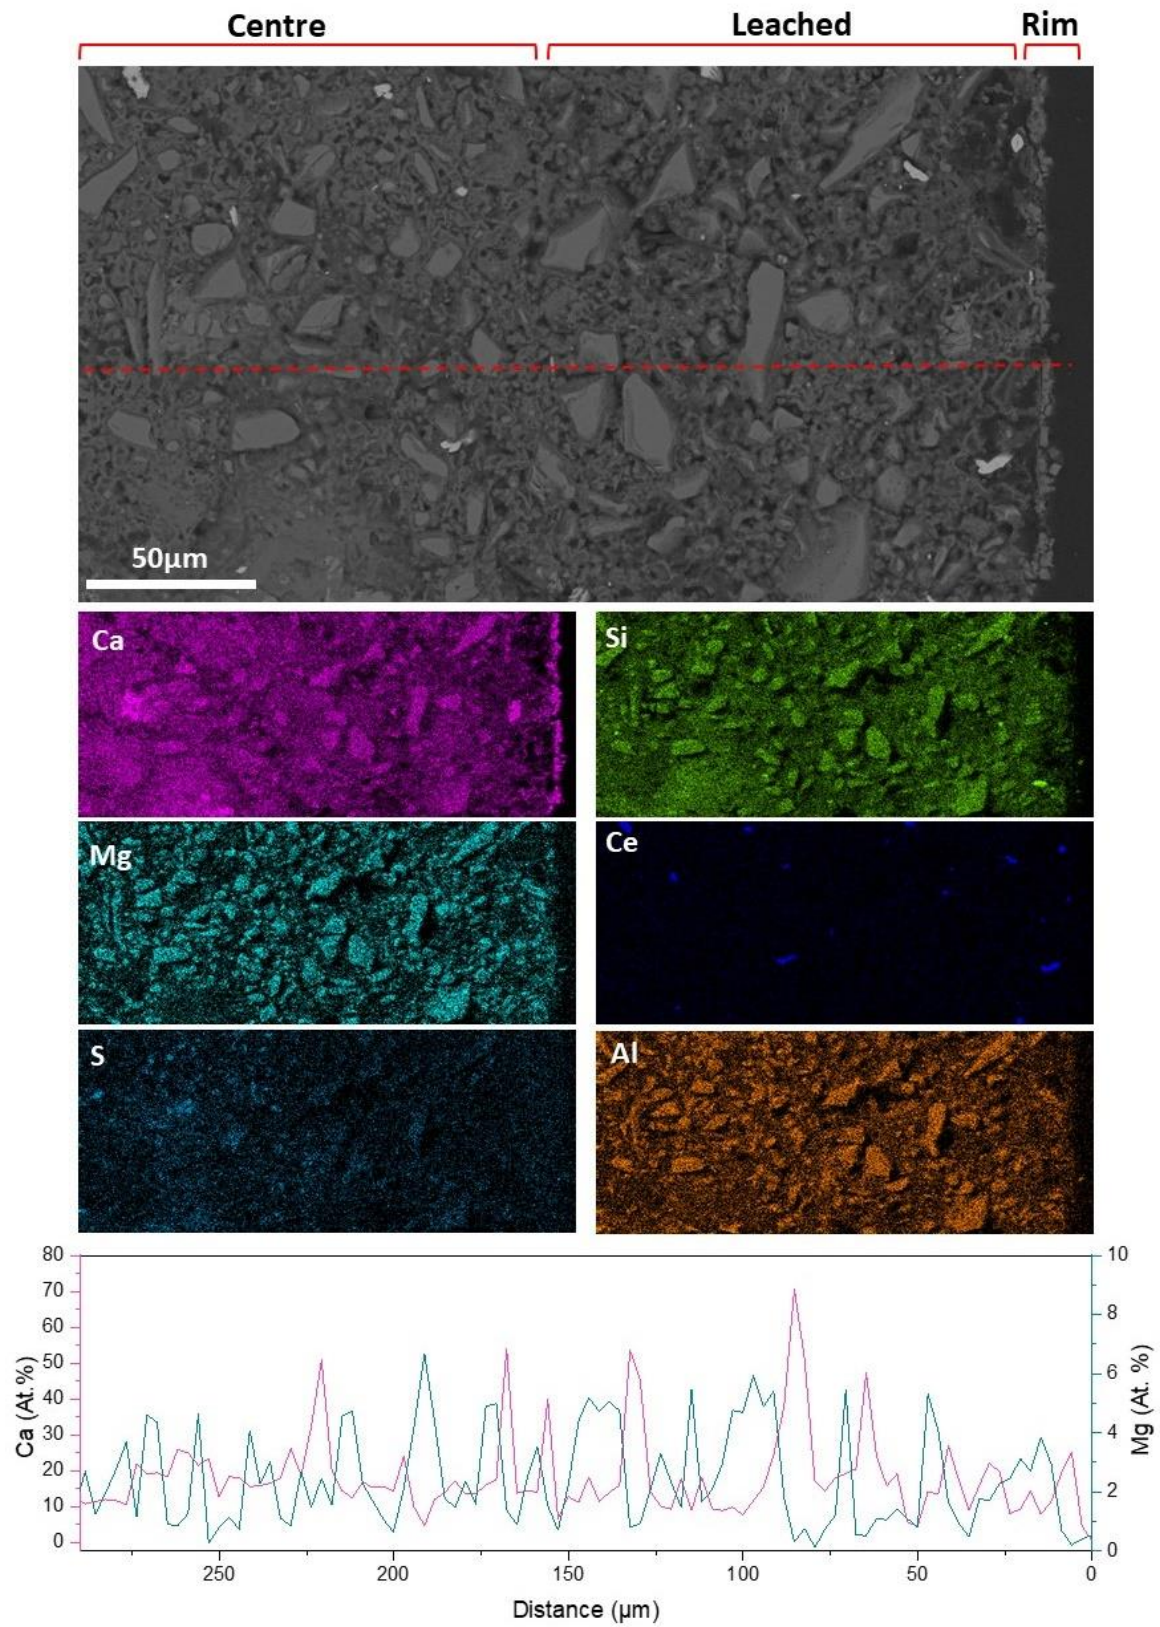 Centre Leached Rim
50µm
Ca Si
Mg Ce
S Al
80 10
70
60 8
50 6
40
30 4
20
10 2
0 0
Ca (At.%)
Mg (At. %)
250 200 150 100 50 0
Distance (µm)